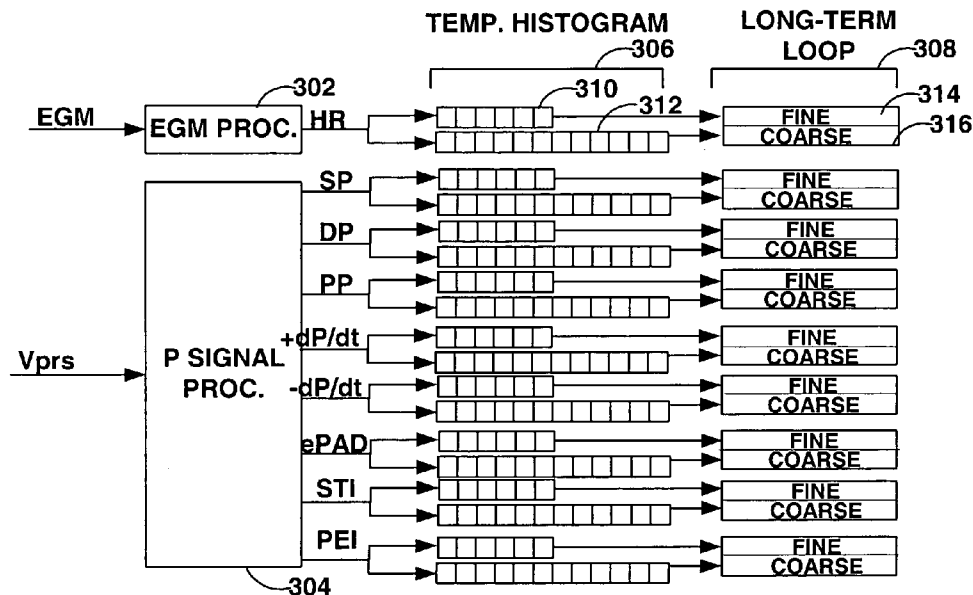 TEMP. HISTOGRAM
LONG-TERM
LOOP
306
308
302
310
312
314
316
EGM
EGM PROC.
HR
FINE
COARSE
SP
FINE
COARSE
DP
FINE
COARSE
PP
FINE
COARSE
Vprs
P SIGNAL
PROC.
+dP/dt
FINE
COARSE
-dP/dt
FINE
COARSE
ePAD
FINE
COARSE
STI
FINE
COARSE
PEI
FINE
COARSE
304